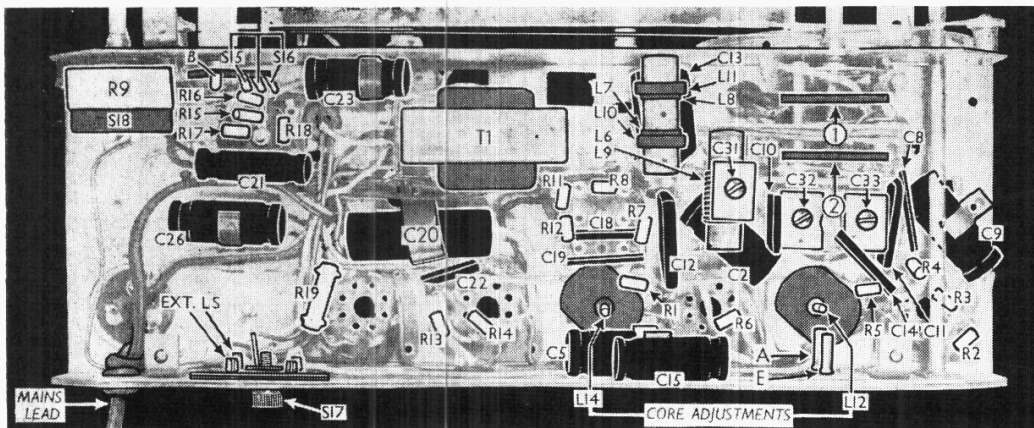 B
S15
S16
R9
S18
R16
R15
R17
R18
C23
C21
C26
T1
C20
C22
R19
EXT. LS
MAINS
LEAD
S17
R13
R14
C13
L11
L8
L7
L10
L6
L9
R11
R8
R12
R7
C18
C19
C12
C31
C10
C2
C32
C33
1
2
C8
C9
R4
R3
R2
R5
C14
C11
R1
R6
C5
C15
A
E
L14
CORE ADJUSTMENTS
L12